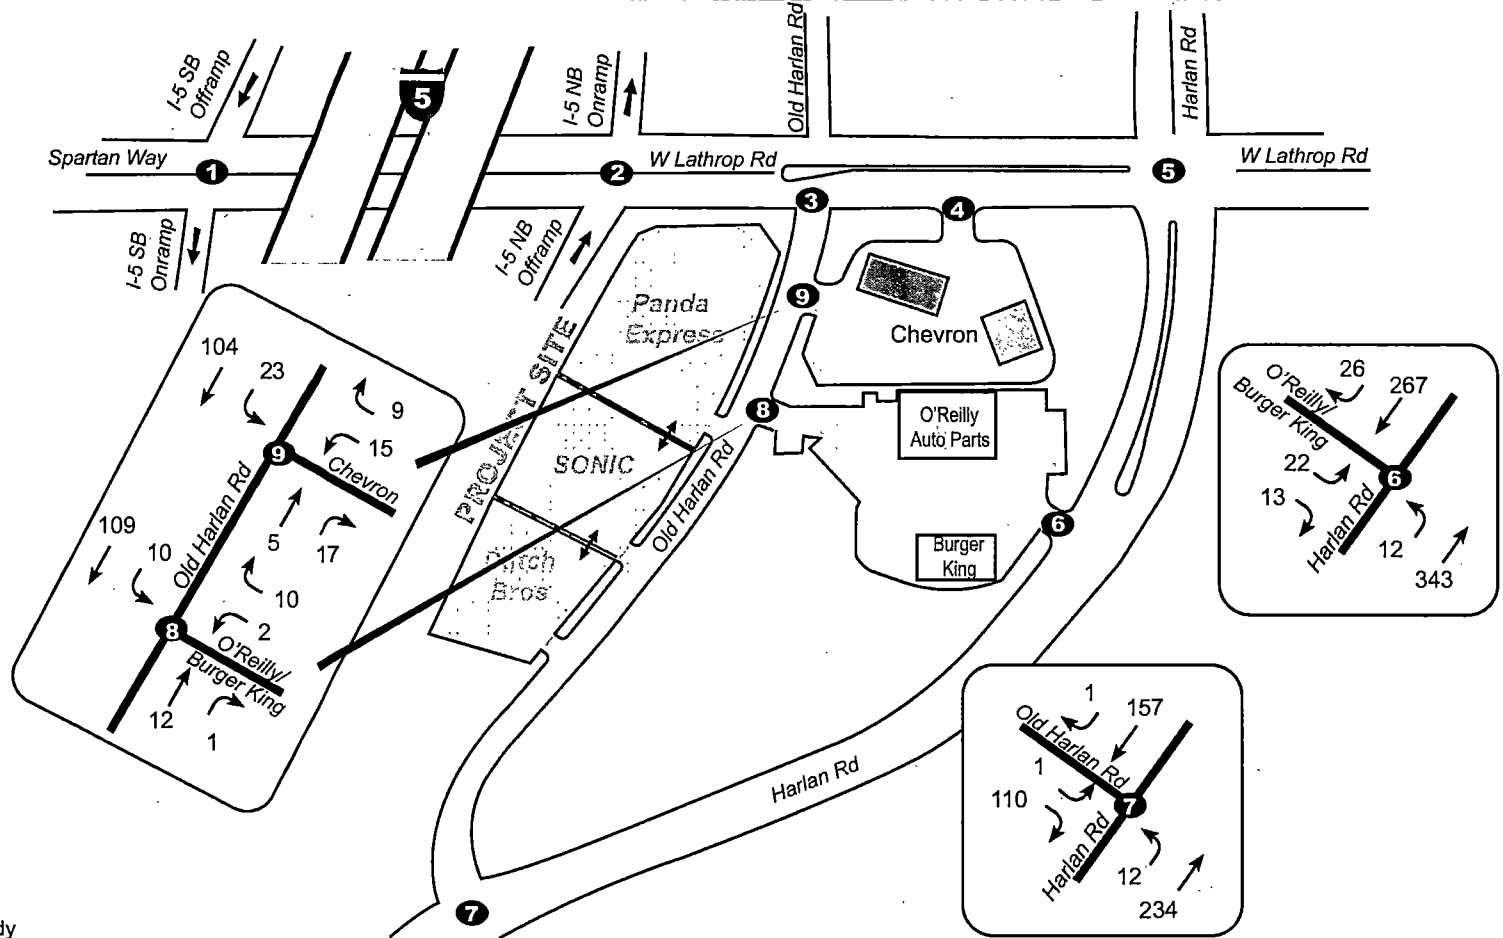 Old Harlan Rd
Harlan Rd
I-5 SB
Offramp
5
I-5 NB
Onramp
Spartan Way
1
2
W Lathrop Rd
5
W Lathrop Rd
3
4
I-5 SB
Onramp
I-5 NB
Offramp
Panda
Express
9
Chevron
PROJECT SITE
8
O'Reilly
Auto Parts
SONIC
Old Harlan Rd
6
Burger
King
Dutch
Bros
Harlan Rd
7
104
23
9
15
9
Chevron
Old Harlan Rd
5
17
109
10
10
8
2
O'Reilly/
Burger King
12
1
26
267
O'Reilly/
Burger King
22
6
13
Harlan Rd
12
343
1
157
Old Harlan Rd
1
7
110
Harlan Rd
12
234
dy